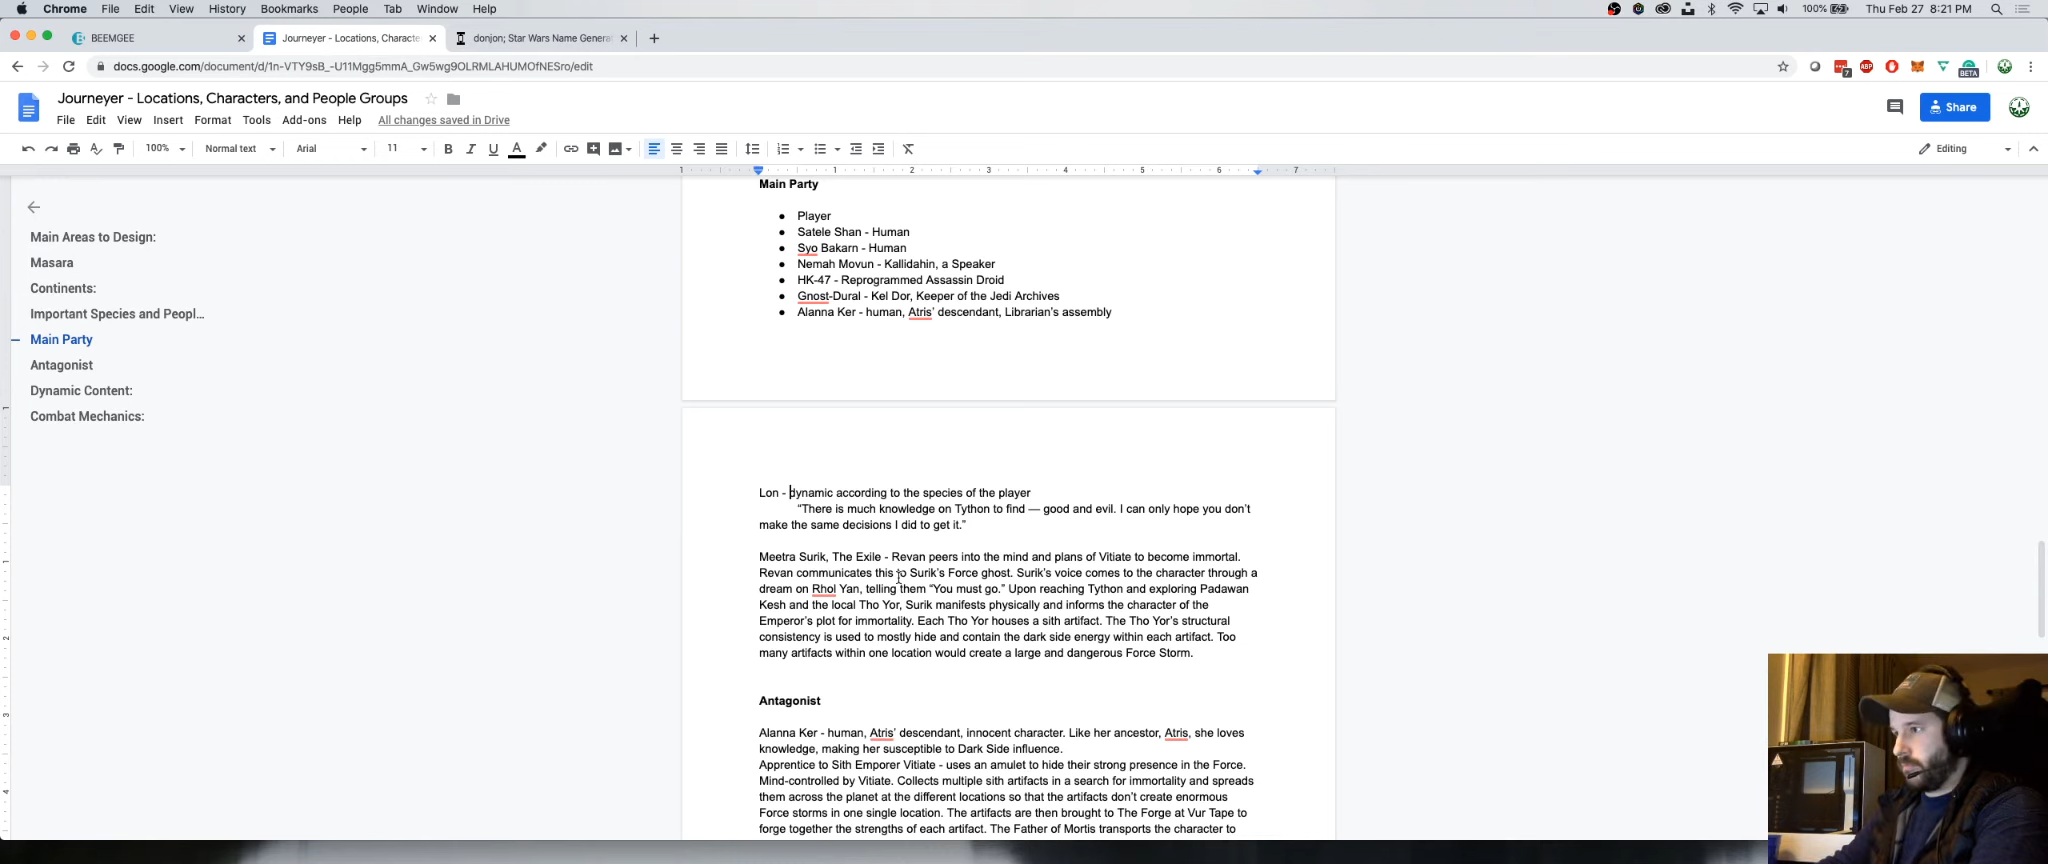 Chrome File Edit View History Bookmarks People Tab Window Help 100% Thu Feb 27 8:21 PM
BEEMGEE Journeyer - Locations, Characte donjon; Star Wars Name Genera
docs.google.com/document/d/1n-VTY9sB_-U11Mgg5mmA_Gw5wg9OLRMLAHUMOfNESro/edit 7 ABP BETA
Journeyer - Locations, Characters, and People Groups
Share
File Edit View Insert Format Tools Add-ons Help All changes saved in Drive
100% Normal text Arial 11 B I U A Editing
1 1 2 3 4 5 6 7
Main Areas to Design:
Masara
Continents:
Important Species and Peopl...
Main Party
Antagonist
Dynamic Content:
Combat Mechanics:
Main Party
● Player
● Satele Shan - Human
● Syo Bakarn - Human
● Nemah Movun - Kallidahin, a Speaker
● HK-47 - Reprogrammed Assassin Droid
● Gnost-Dural - Kel Dor, Keeper of the Jedi Archives
● Alanna Ker - human, Atris' descendant, Librarian's assembly
Lon - dynamic according to the species of the player
"There is much knowledge on Tython to find — good and evil. I can only hope you don't
make the same decisions I did to get it."
Meetra Surik, The Exile - Revan peers into the mind and plans of Vitiate to become immortal.
Revan communicates this to Surik's Force ghost. Surik's voice comes to the character through a
dream on Rhol Yan, telling them "You must go." Upon reaching Tython and exploring Padawan
Kesh and the local Tho Yor, Surik manifests physically and informs the character of the
Emperor's plot for immortality. Each Tho Yor houses a sith artifact. The Tho Yor's structural
consistency is used to mostly hide and contain the dark side energy within each artifact. Too
many artifacts within one location would create a large and dangerous Force Storm.
Antagonist
Alanna Ker - human, Atris' descendant, innocent character. Like her ancestor, Atris, she loves
knowledge, making her susceptible to Dark Side influence.
Apprentice to Sith Emporer Vitiate - uses an amulet to hide their strong presence in the Force.
Mind-controlled by Vitiate. Collects multiple sith artifacts in a search for immortality and spreads
them across the planet at the different locations so that the artifacts don't create enormous
Force storms in one single location. The artifacts are then brought to The Forge at Vur Tape to
forge together the strengths of each artifact. The Father of Mortis transports the character to